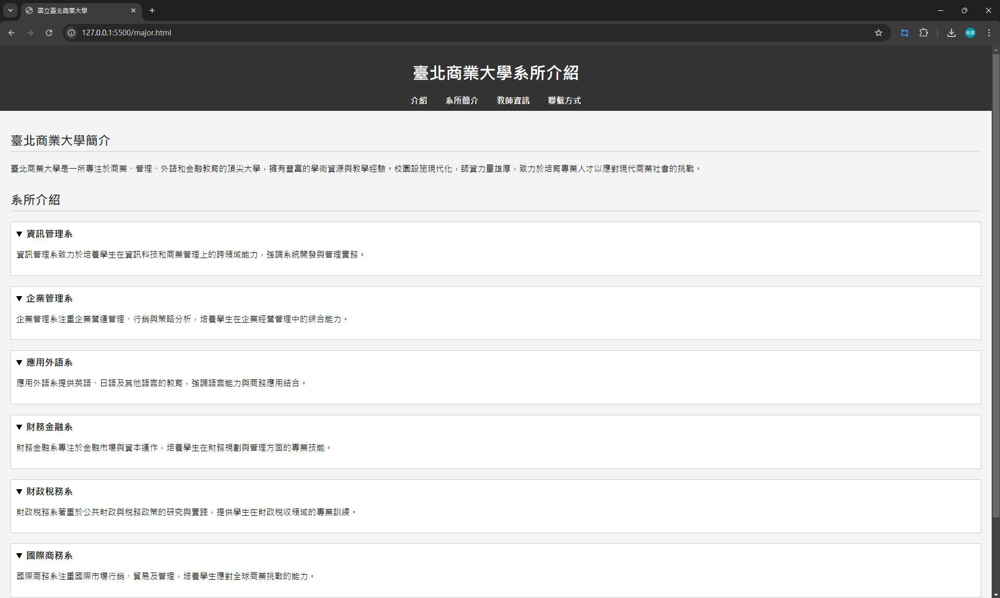 國立臺北商業大學
127.0.0.1:5500/major.html
祐蓉
臺北商業大學系所介紹
介紹 系所簡介 教師資訊 聯繫方式
臺北商業大學簡介
臺北商業大學是一所專注於商業、管理、外語和金融教育的頂尖大學，擁有豐富的學術資源與教學經驗。校園設施現代化，師資力量雄厚，致力於培育專業人才以應對現代商業社會的挑戰。
系所介紹
▼ 資訊管理系
資訊管理系致力於培養學生在資訊科技和商業管理上的跨領域能力，強調系統開發與管理實務。
▼ 企業管理系
企業管理系注重企業營運管理、行銷與策略分析，培養學生在企業經營管理中的綜合能力。
▼ 應用外語系
應用外語系提供英語、日語及其他語言的教育，強調語言能力與商務應用結合。
▼ 財務金融系
財務金融系專注於金融市場與資本運作，培養學生在財務規劃與管理方面的專業技能。
▼ 財政稅務系
財政稅務系著重於公共財政與稅務政策的研究與實踐，提供學生在財政稅收領域的專業訓練。
▼ 國際商務系
國際商務系注重國際市場行銷、貿易及管理，培養學生應對全球商業挑戰的能力。